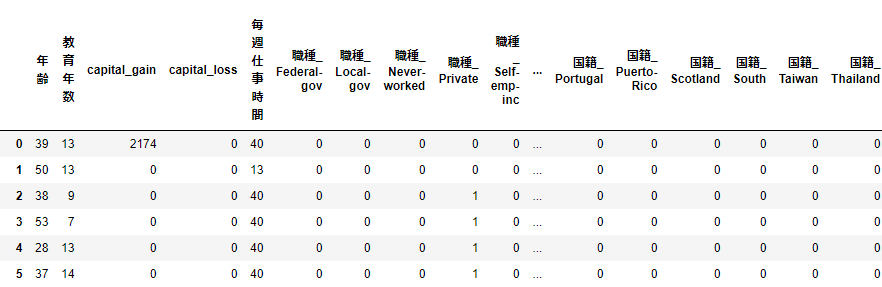 年齢 教育年数 capital_gain capital_loss 毎週仕事時間 職種_Federal-gov 職種_Local-gov 職種_Never-worked 職種_Private 職種_Self-emp-inc ... 国籍_Portugal 国籍_Puerto-Rico 国籍_Scotland 国籍_South 国籍_Taiwan 国籍_Thailand
0 39 13 2174 0 40 0 0 0 0 0 ... 0 0 0 0 0 0
1 50 13 0 0 13 0 0 0 0 0 ... 0 0 0 0 0 0
2 38 9 0 0 40 0 0 0 1 0 ... 0 0 0 0 0 0
3 53 7 0 0 40 0 0 0 1 0 ... 0 0 0 0 0 0
4 28 13 0 0 40 0 0 0 1 0 ... 0 0 0 0 0 0
5 37 14 0 0 40 0 0 0 1 0 ... 0 0 0 0 0 0